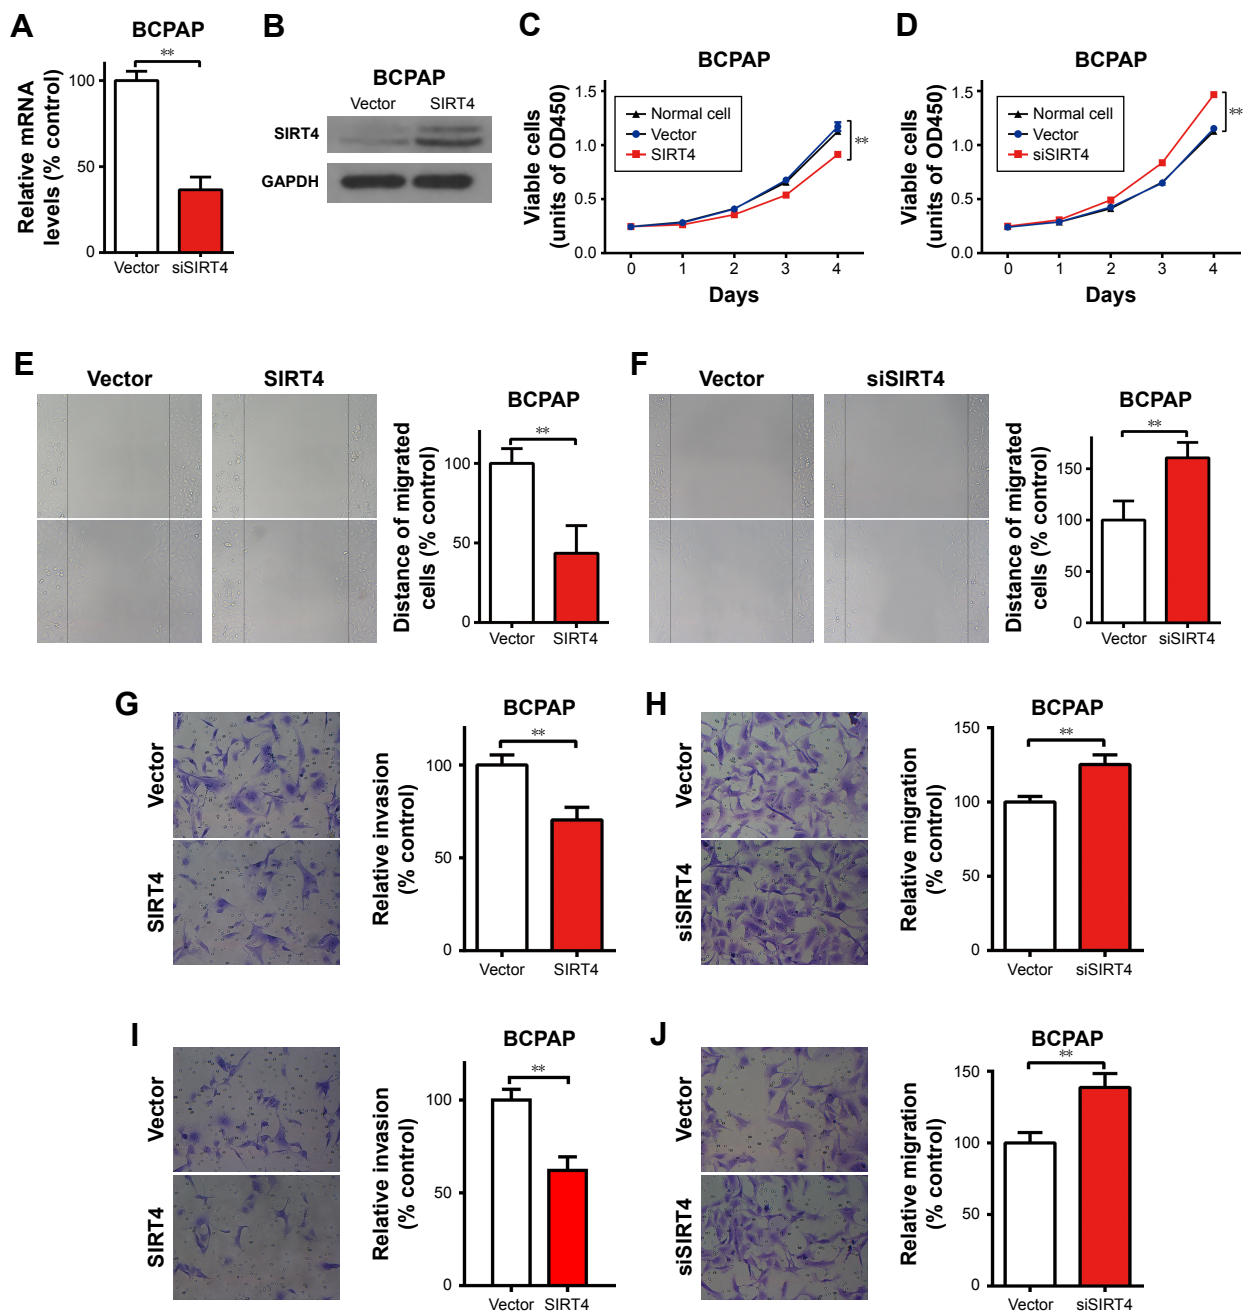 A
BCPAP
**
Relative mRNA
levels (% control)
100
50
0
Vector
siSIRT4
B
BCPAP
Vector
SIRT4
SIRT4
GAPDH
C
BCPAP
Viable cells
(units of OD450)
1.5
1.0
0.5
0.0
Normal cell
Vector
SIRT4
**
0 1 2 3 4
Days
D
BCPAP
Viable cells
(units of OD450)
1.5
1.0
0.5
0.0
Normal cell
Vector
siSIRT4
**
0 1 2 3 4
Days
E
Vector
SIRT4
BCPAP
**
Distance of migrated
cells (% control)
100
50
0
Vector
SIRT4
F
Vector
siSIRT4
BCPAP
**
Distance of migrated
cells (% control)
150
100
50
0
Vector
siSIRT4
G
Vector
SIRT4
BCPAP
**
Relative invasion
(% control)
100
50
0
Vector
SIRT4
H
Vector
siSIRT4
BCPAP
**
Relative migration
(% control)
150
100
50
0
Vector
siSIRT4
I
Vector
SIRT4
BCPAP
**
Relative invasion
(% control)
100
50
0
Vector
SIRT4
J
Vector
siSIRT4
BCPAP
**
Relative migration
(% control)
150
100
50
0
Vector
siSIRT4